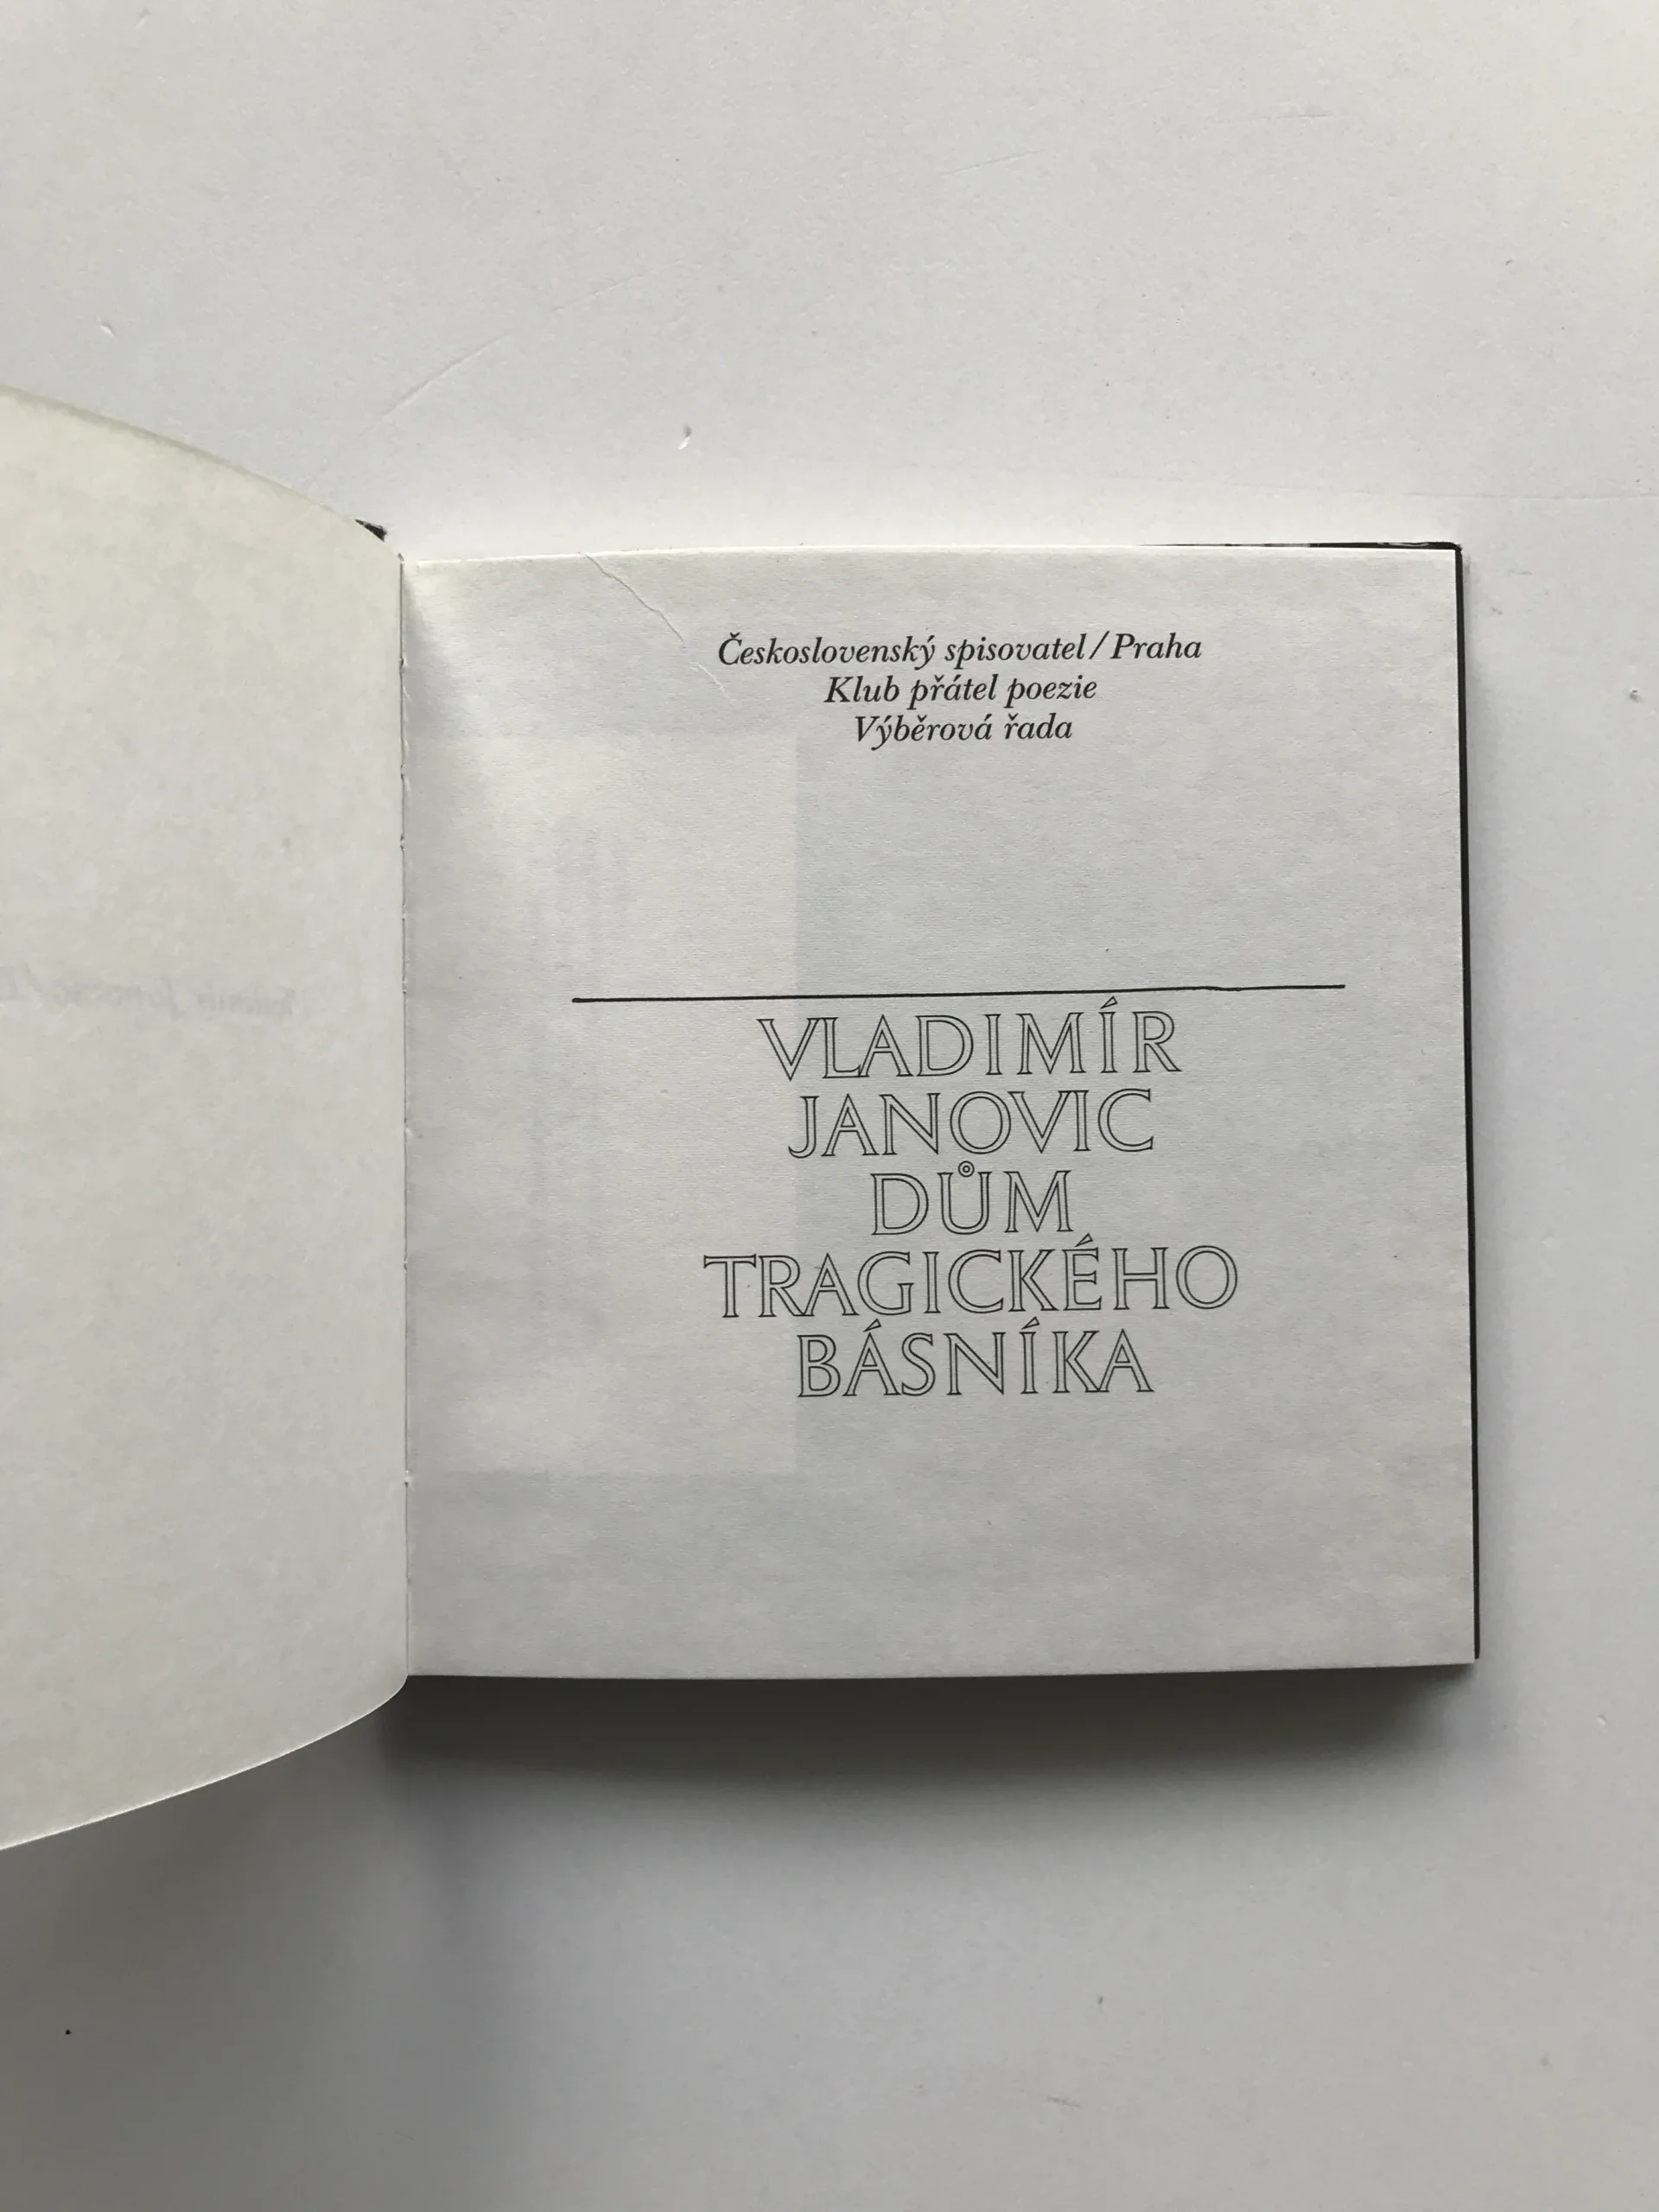 Československý spisovatel/Praha
Klub přátel poezie
Výběrová řada
VLADIMÍR
JANOVIC
DŮM
TRAGICKÉHO
BÁSNÍKA